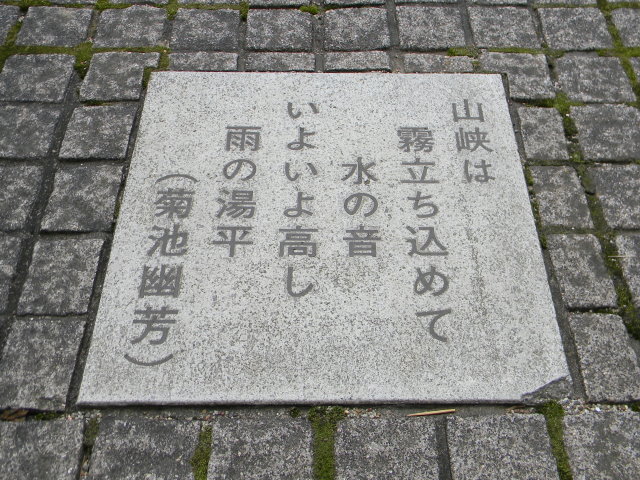 山峡は
霧立ち込めて
水の音
いよいよ高し
雨の湯平
(菊池幽芳)